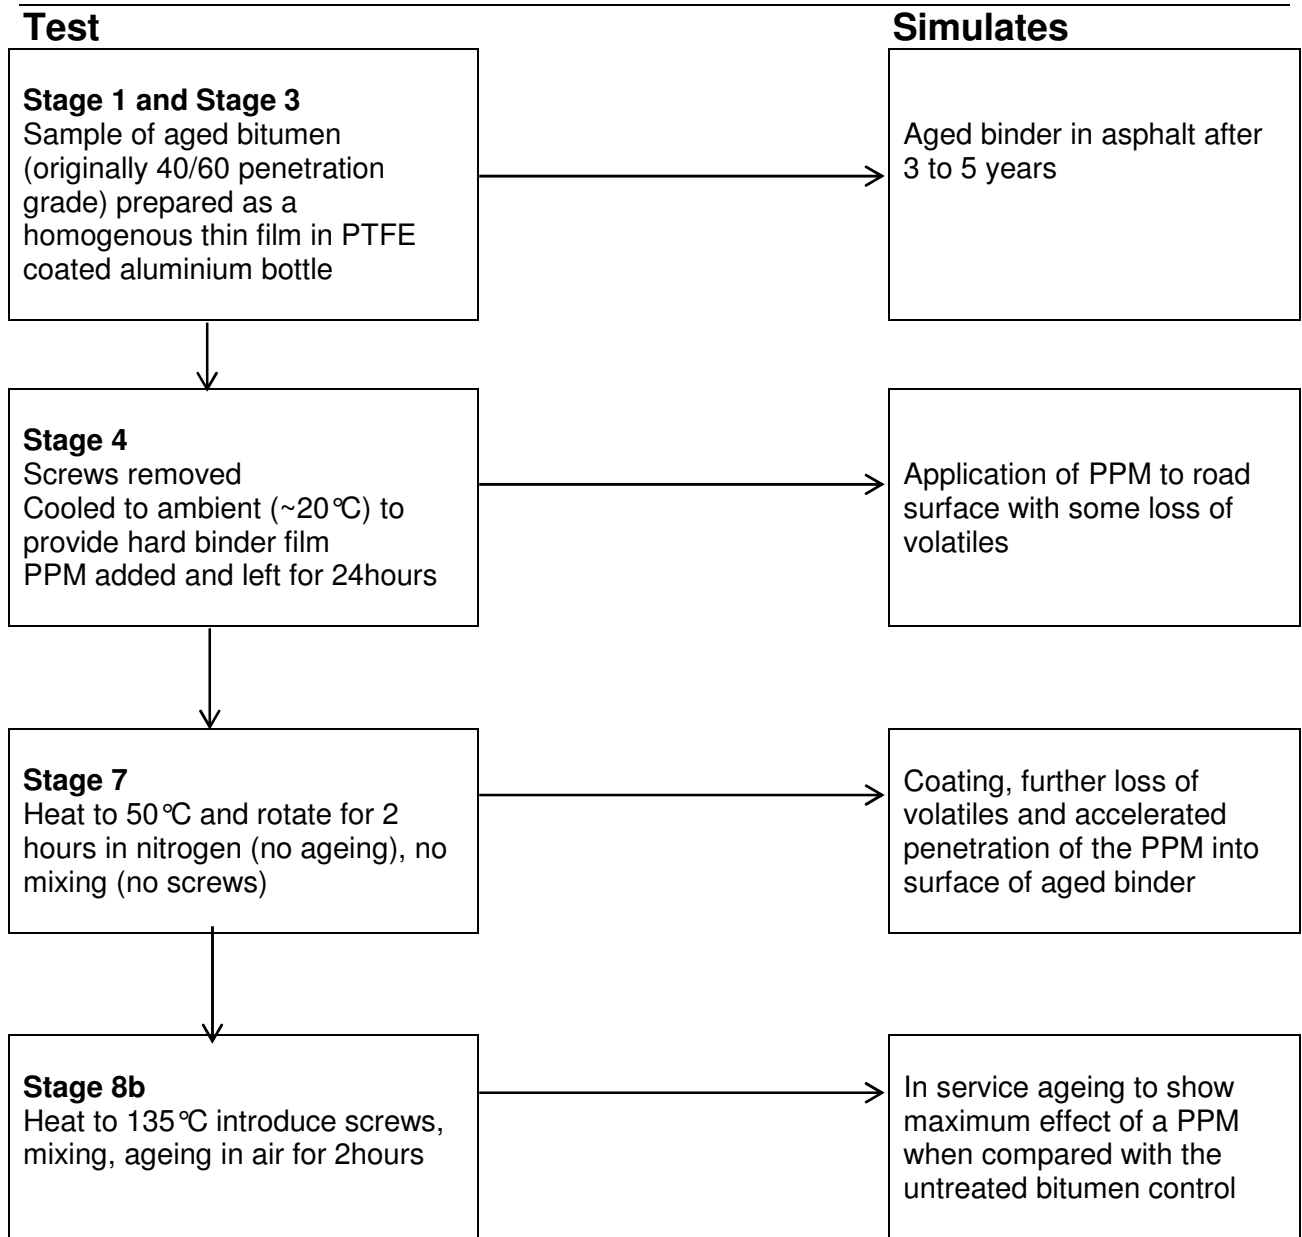 Test
Simulates
Stage 1 and Stage 3
Sample of aged bitumen
(originally 40/60 penetration
grade) prepared as a
homogenous thin film in PTFE
coated aluminium bottle
Aged binder in asphalt after
3 to 5 years
Stage 4
Screws removed
Cooled to ambient (~20°C) to
provide hard binder film
PPM added and left for 24hours
Application of PPM to road
surface with some loss of
volatiles
Stage 7
Heat to 50°C and rotate for 2
hours in nitrogen (no ageing), no
mixing (no screws)
Coating, further loss of
volatiles and accelerated
penetration of the PPM into
surface of aged binder
Stage 8b
Heat to 135°C introduce screws,
mixing, ageing in air for 2hours
In service ageing to show
maximum effect of a PPM
when compared with the
untreated bitumen control